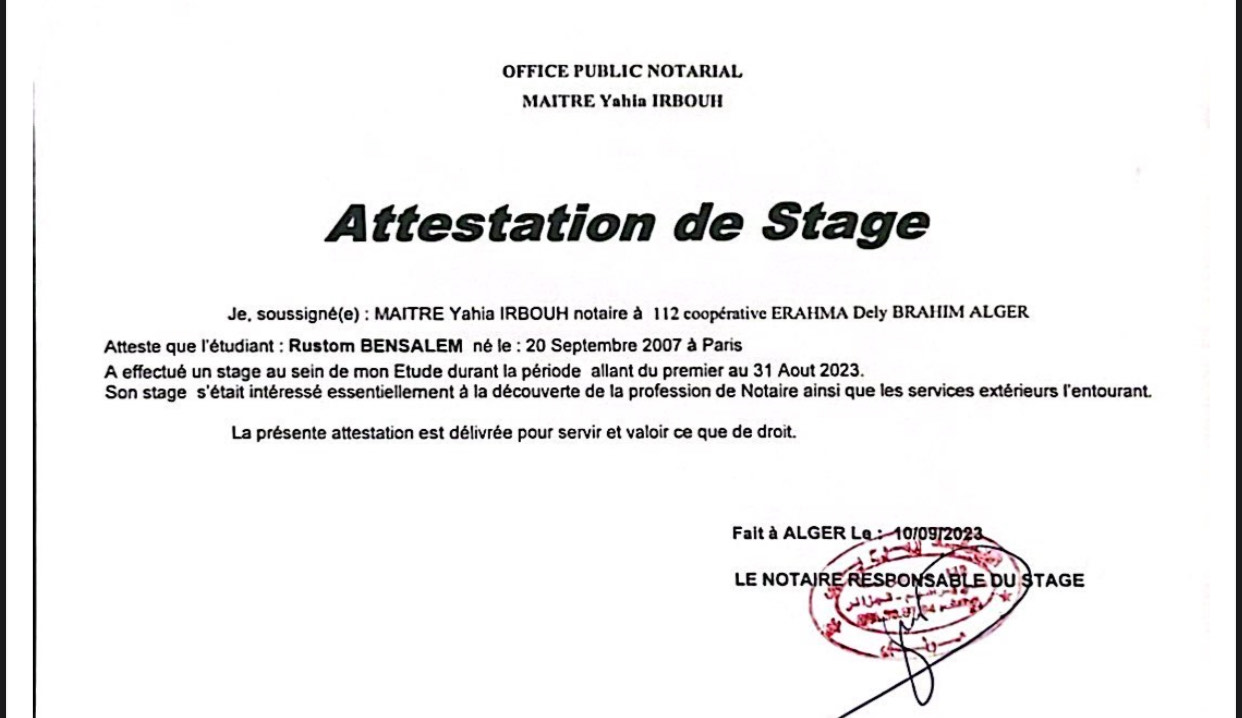 OFFICE PUBLIC NOTARIAL
MAITRE Yahia IRBOUH
Attestation de Stage
Je, soussigné(e) : MAITRE Yahia IRBOUH notaire à 112 coopérative ERAHMA Dely BRAHIM ALGER
Atteste que l'étudiant : Rustom BENSALEM né le : 20 Septembre 2007 à Paris
A effectué un stage au sein de mon Etude durant la période allant du premier au 31 Aout 2023.
Son stage s'était intéressé essentiellement à la découverte de la profession de Notaire ainsi que les services extérieurs l'entourant.
La présente attestation est délivrée pour servir et valoir ce que de droit.
Fait à ALGER Le : 10/09/2023
LE NOTAIRE RESPONSABLE DU STAGE